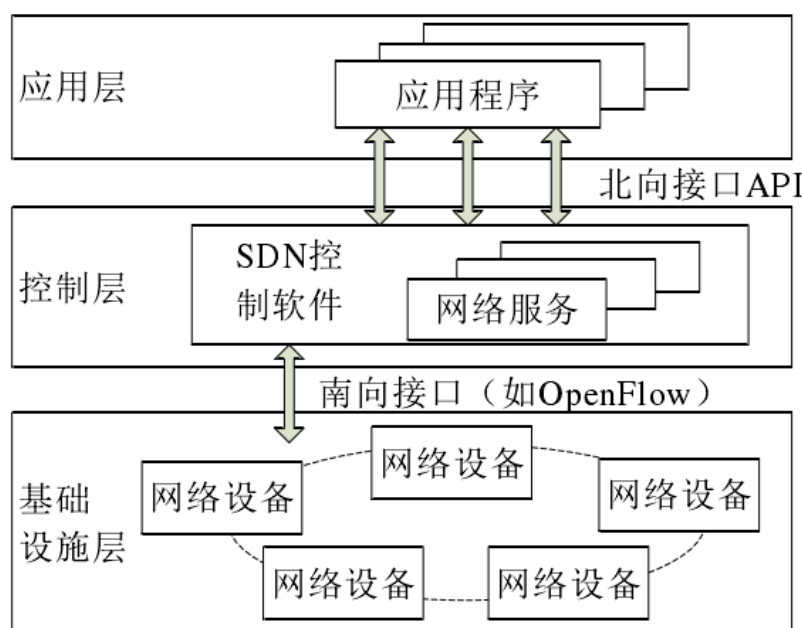 应用层
应用程序
北向接口API
控制层
SDN控
制软件
网络服务
南向接口（如OpenFlow）
基础
设施层
网络设备
网络设备
网络设备
网络设备
网络设备